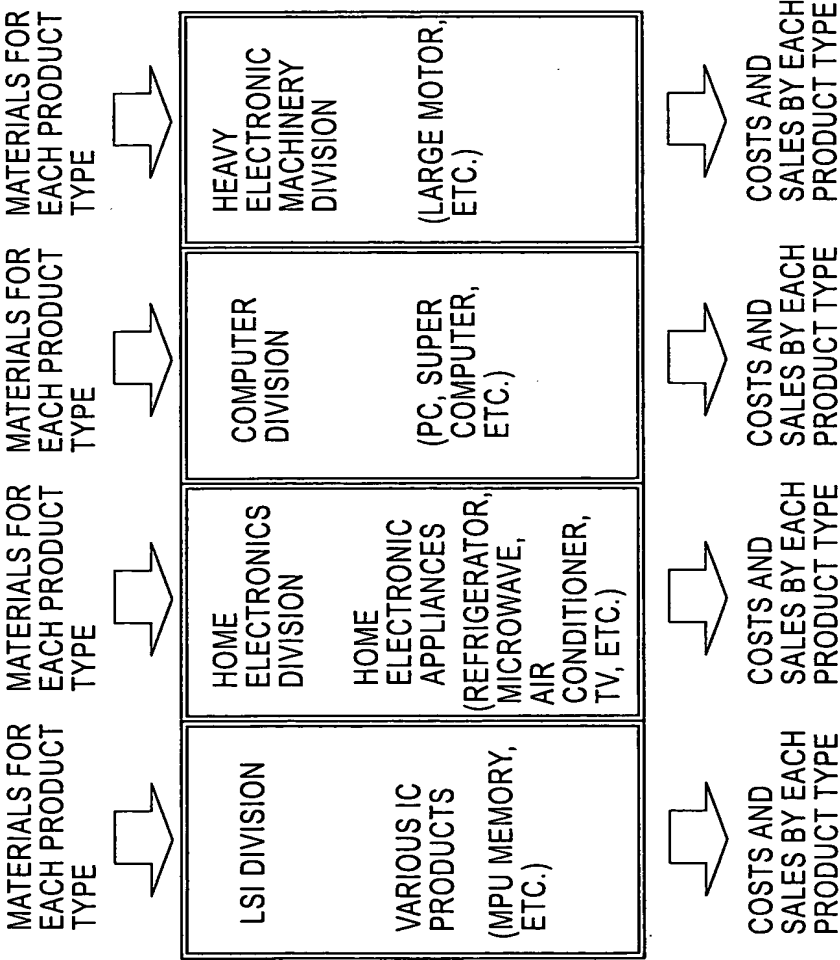 MATERIALS FOR
EACH PRODUCT
TYPE
MATERIALS FOR
EACH PRODUCT
TYPE
MATERIALS FOR
EACH PRODUCT
TYPE
MATERIALS FOR
EACH PRODUCT
TYPE
LSI DIVISION
VARIOUS IC
PRODUCTS
(MPU MEMORY,
ETC.)
HOME
ELECTRONICS
DIVISION
HOME
ELECTRONIC
APPLIANCES
(REFRIGERATOR,
MICROWAVE,
AIR
CONDITIONER,
TV, ETC.)
COMPUTER
DIVISION
(PC, SUPER
COMPUTER,
ETC.)
HEAVY
ELECTRONIC
MACHINERY
DIVISION
(LARGE MOTOR,
ETC.)
COSTS AND
SALES BY EACH
PRODUCT TYPE
COSTS AND
SALES BY EACH
PRODUCT TYPE
COSTS AND
SALES BY EACH
PRODUCT TYPE
COSTS AND
SALES BY EACH
PRODUCT TYPE